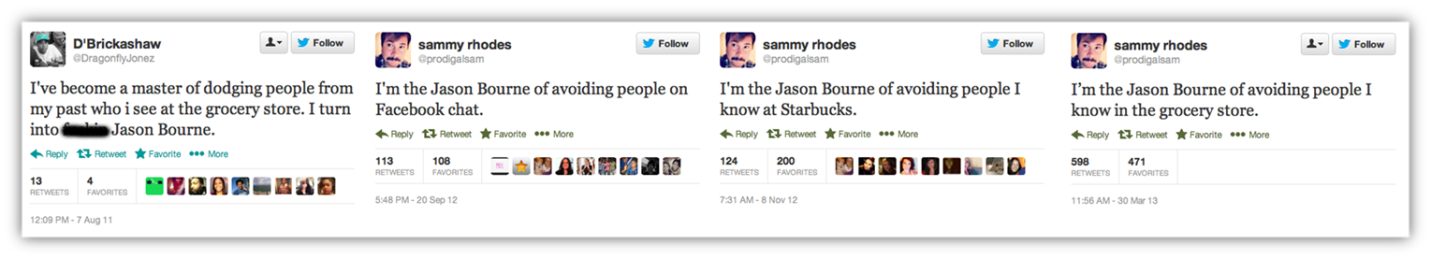 D'Brickashaw
@DragonflyJonez
Follow
I've become a master of dodging people from
my past who i see at the grocery store. I turn
into Jason Bourne.
Reply Retweet Favorite More
13 RETWEETS 4 FAVORITES
12:09 PM - 7 Aug 11
sammy rhodes
@prodigalsam
Follow
I'm the Jason Bourne of avoiding people on
Facebook chat.
Reply Retweet Favorite More
113 RETWEETS 108 FAVORITES
5:48 PM - 20 Sep 12
sammy rhodes
@prodigalsam
Follow
I'm the Jason Bourne of avoiding people I
know at Starbucks.
Reply Retweet Favorite More
124 RETWEETS 200 FAVORITES
7:31 AM - 8 Nov 12
sammy rhodes
@prodigalsam
Follow
I'm the Jason Bourne of avoiding people I
know in the grocery store.
Reply Retweet Favorite More
598 RETWEETS 471 FAVORITES
11:56 AM - 30 Mar 13